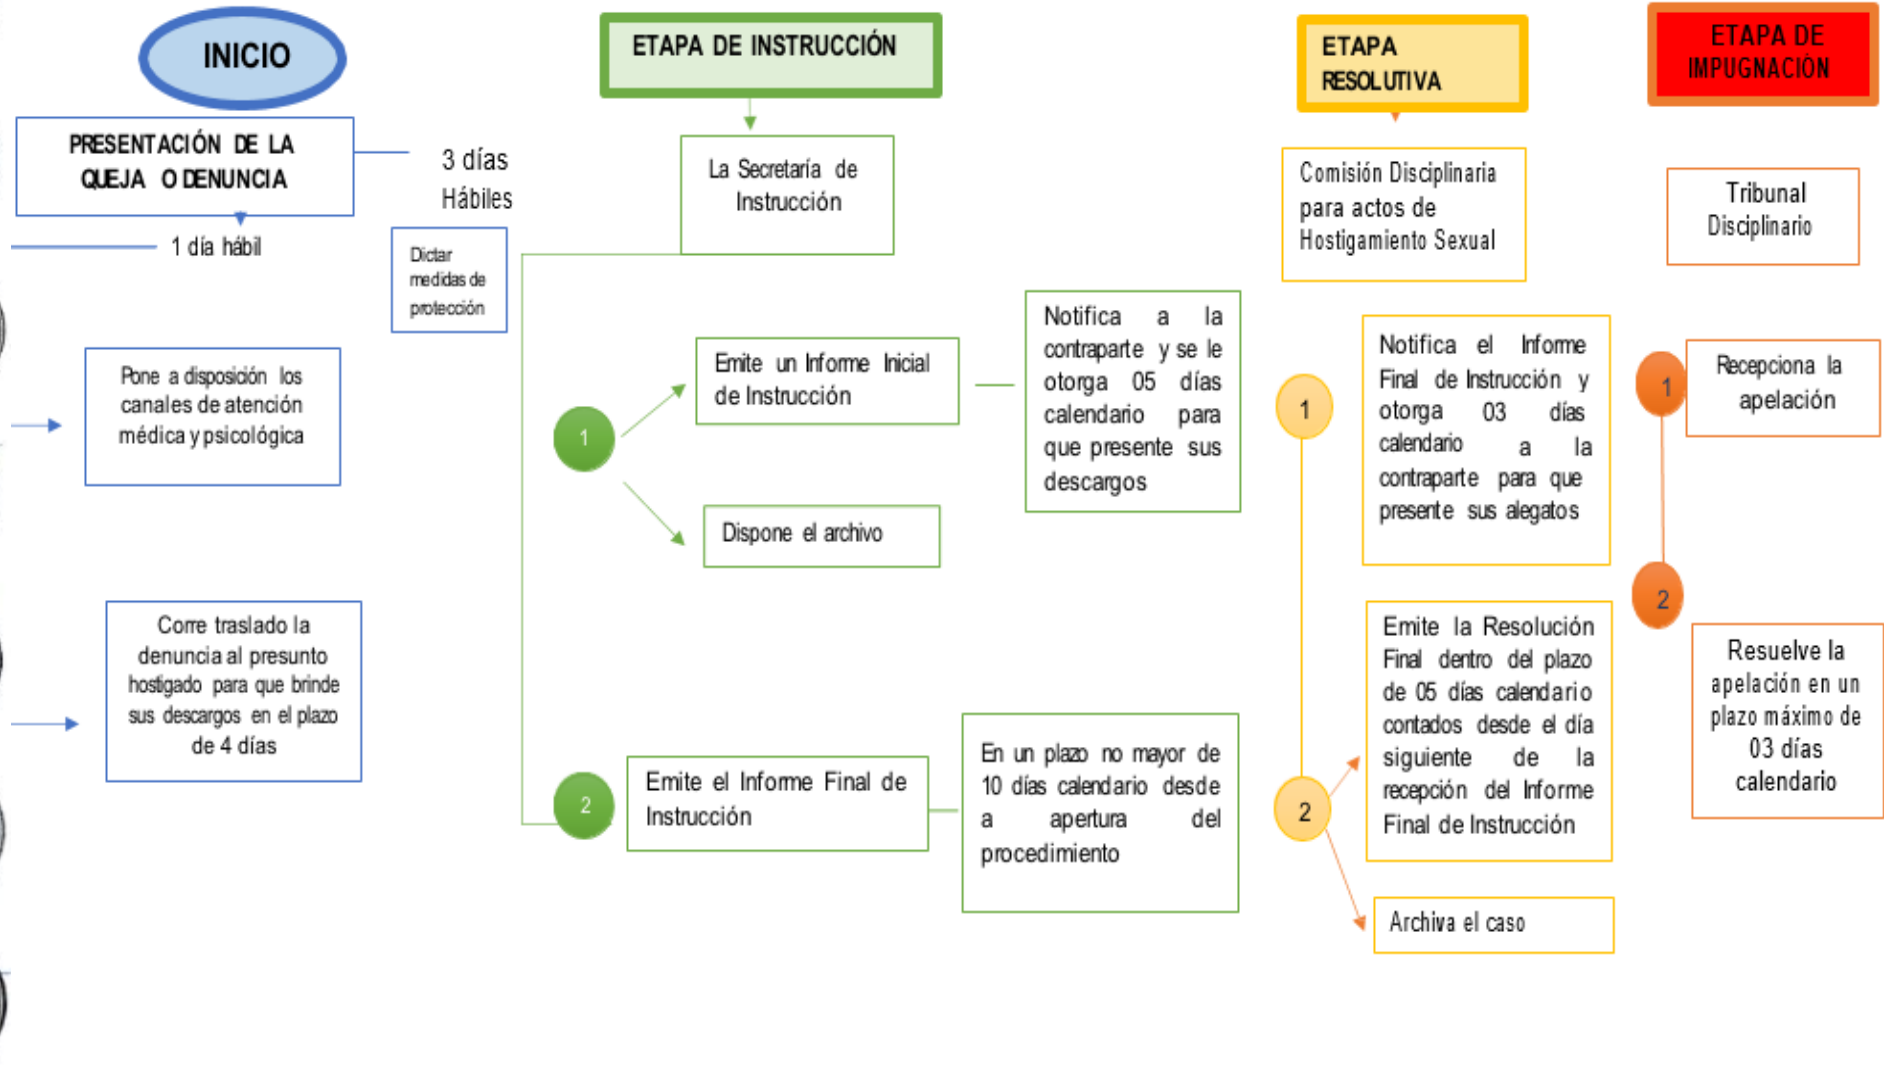 INICIO
PRESENTACIÓN DE LA
QUEJA O DENUNCIA
3 días
Hábiles
1 día hábil
Dictar
medidas de
protección
Pone a disposición los
canales de atención
médica y psicológica
Corre traslado la
denuncia al presunto
hostigado para que brinde
sus descargos en el plazo
de 4 días
ETAPA DE INSTRUCCIÓN
La Secretaría de
Instrucción
1
Emite un Informe Inicial
de Instrucción
Notifica a la
contraparte y se le
otorga 05 días
calendario para
que presente sus
descargos
Dispone el archivo
2
Emite el Informe Final de
Instrucción
En un plazo no mayor de
10 días calendario desde
a apertura del
procedimiento
ETAPA
RESOLUTIVA
Comisión Disciplinaria
para actos de
Hostigamiento Sexual
1
Notifica el Informe
Final de Instrucción y
otorga 03 días
calendario a la
contraparte para que
presente sus alegatos
2
Emite la Resolución
Final dentro del plazo
de 05 días calendario
contados desde el día
siguiente de la
recepción del Informe
Final de Instrucción
Archiva el caso
ETAPA DE
IMPUGNACIÓN
Tribunal
Disciplinario
1
Recepciona la
apelación
2
Resuelve la
apelación en un
plazo máximo de
03 días
calendario